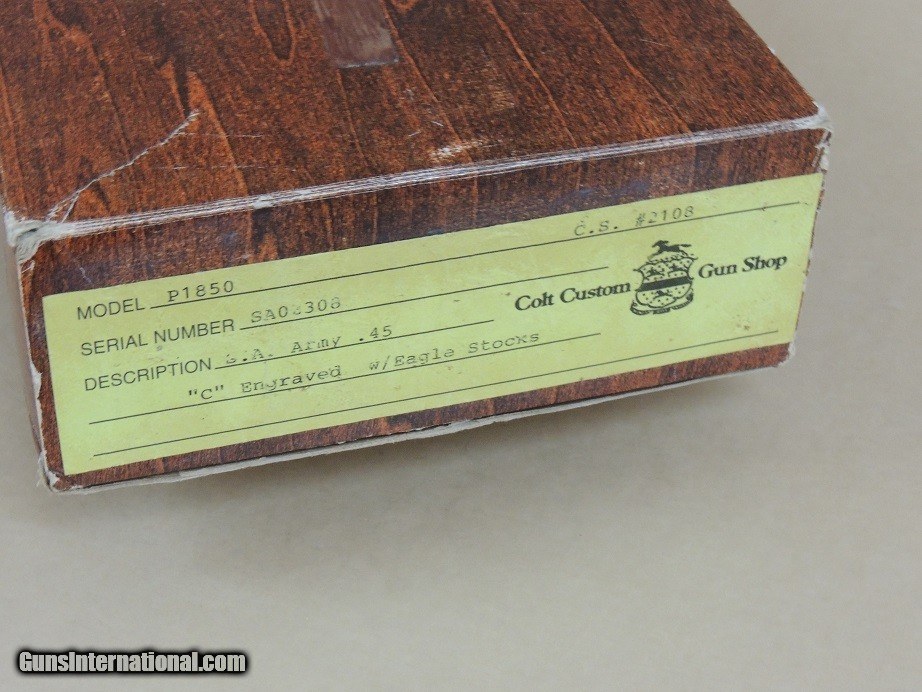 C.S. #2108
MODEL P1850
SERIAL NUMBER
Colt Custom Gun Shop
DESCRIPTION S.A. Army .45
"C" Engraved w/Eagle Stocks
GunsInternational.com